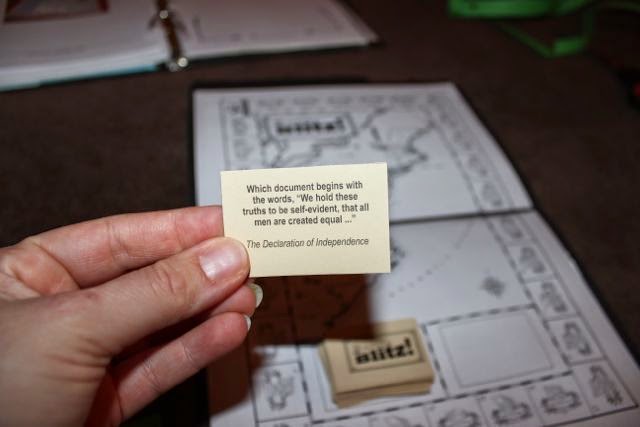 Which document begins with
the words, "We hold these
truths to be self-evident, that all
men are created equal ..."
The Declaration of Independence
Blitz!